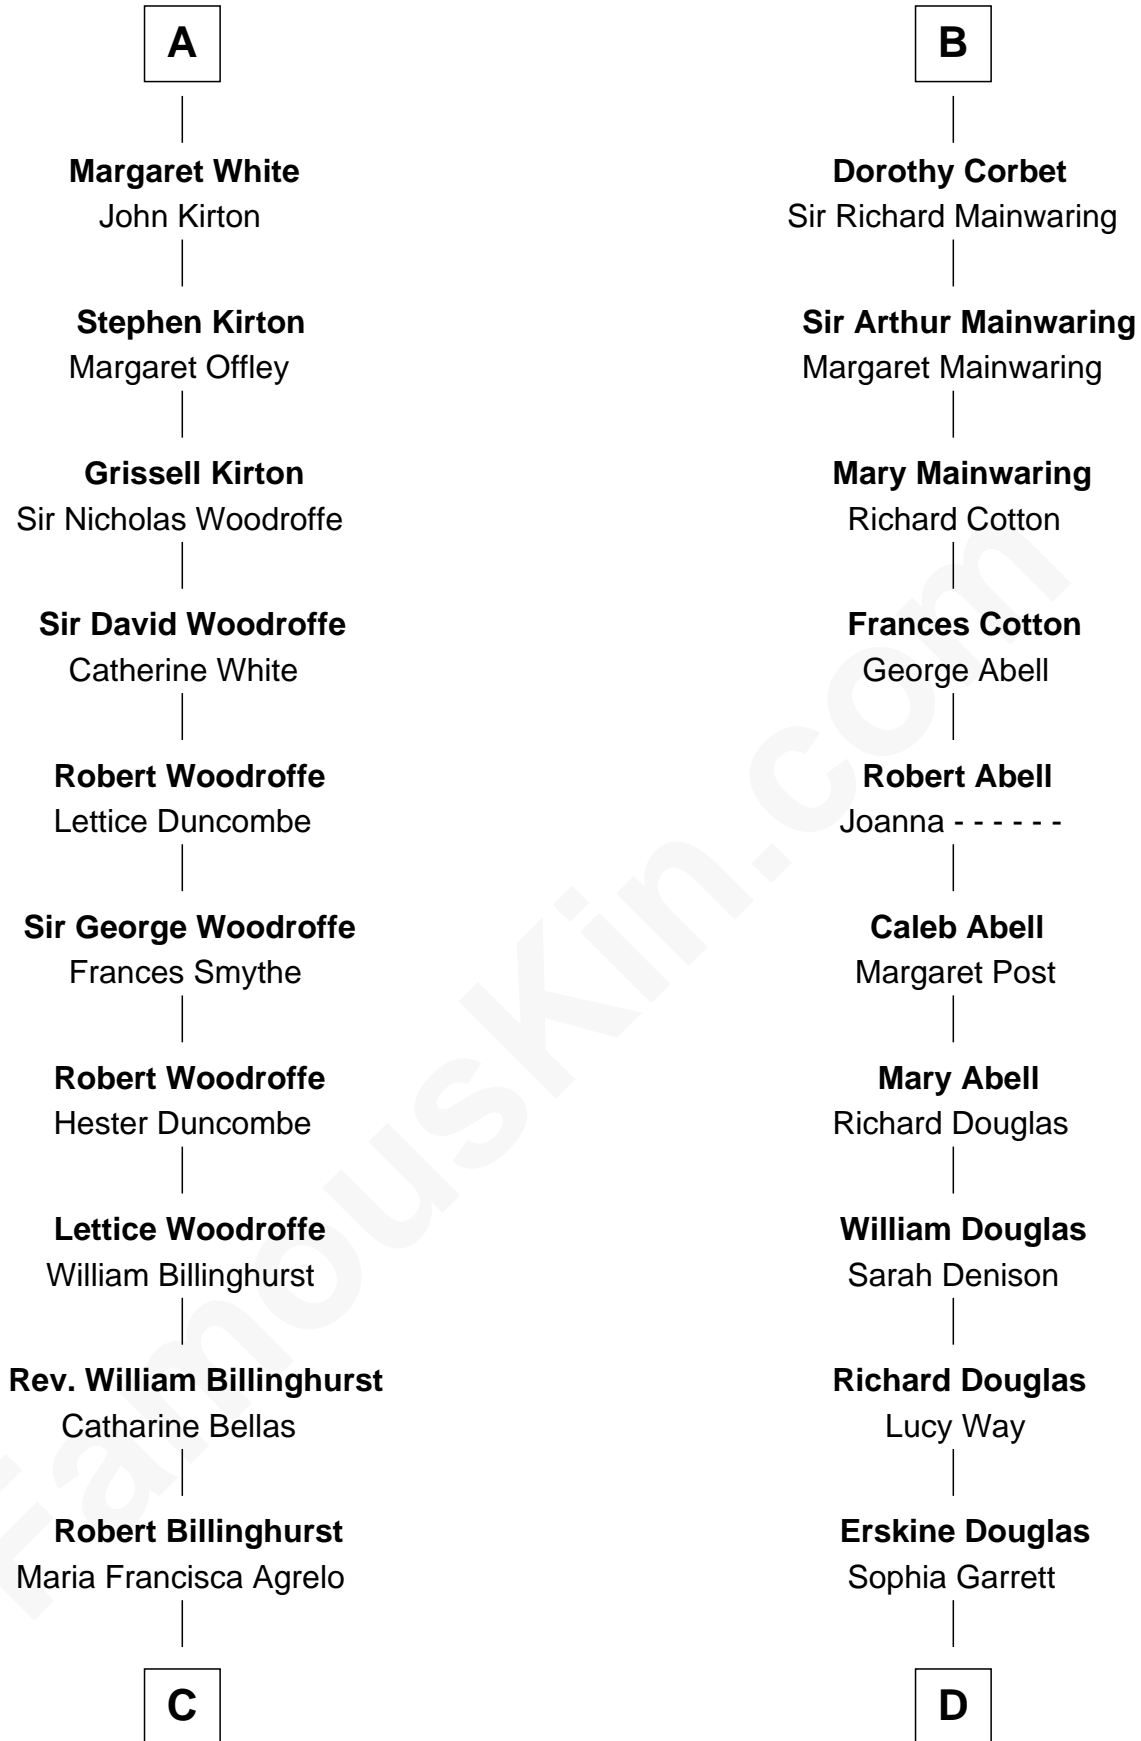 A
Margaret White
John Kirton
Stephen Kirton
Margaret Offley
Grissell Kirton
Sir Nicholas Woodroffe
Sir David Woodroffe
Catherine White
Robert Woodroffe
Lettice Duncombe
Sir George Woodroffe
Frances Smythe
Robert Woodroffe
Hester Duncombe
Lettice Woodroffe
William Billinghurst
Rev. William Billinghurst
Catharine Bellas
Robert Billinghurst
Maria Francisca Agrelo
C
B
Dorothy Corbet
Sir Richard Mainwaring
Sir Arthur Mainwaring
Margaret Mainwaring
Mary Mainwaring
Richard Cotton
Frances Cotton
George Abell
Robert Abell
Joanna - - - - - -
Caleb Abell
Margaret Post
Mary Abell
Richard Douglas
William Douglas
Sarah Denison
Richard Douglas
Lucy Way
Erskine Douglas
Sophia Garrett
D
FamousKin.com